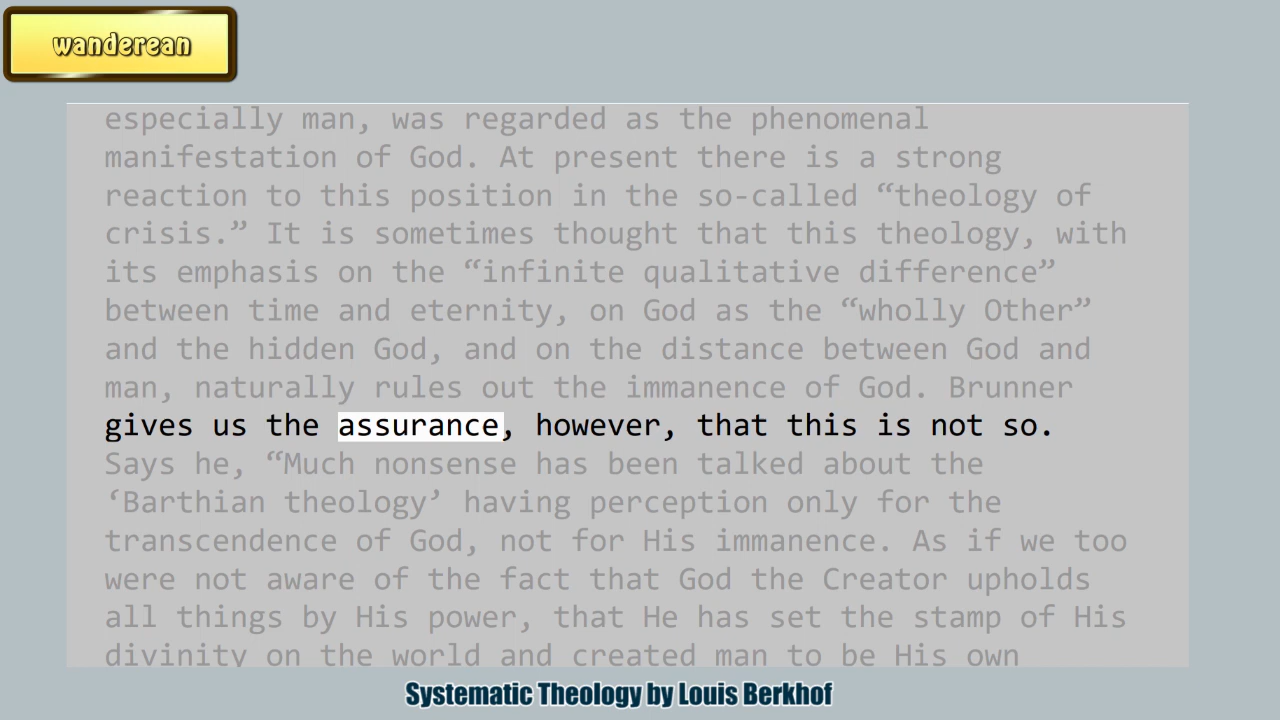 wanderean
especially man, was regarded as the phenomenal
manifestation of God. At present there is a strong
reaction to this position in the so-called “theology of
crisis.” It is sometimes thought that this theology, with
its emphasis on the “infinite qualitative difference”
between time and eternity, on God as the “wholly Other”
and the hidden God, and on the distance between God and
man, naturally rules out the immanence of God. Brunner
gives us the assurance, however, that this is not so.
Says he, “Much nonsense has been talked about the
‘Barthian theology’ having perception only for the
transcendence of God, not for His immanence. As if we too
were not aware of the fact that God the Creator upholds
all things by His power, that He has set the stamp of His
divinity on the world and created man to be His own
Systematic Theology by Louis Berkhof